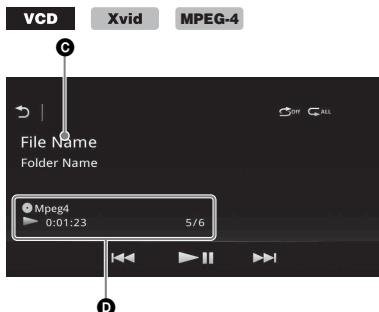 VCD Xvid MPEG-4
C
OFF ALL
File Name
Folder Name
Mpeg4
0:01:23 5/6
D